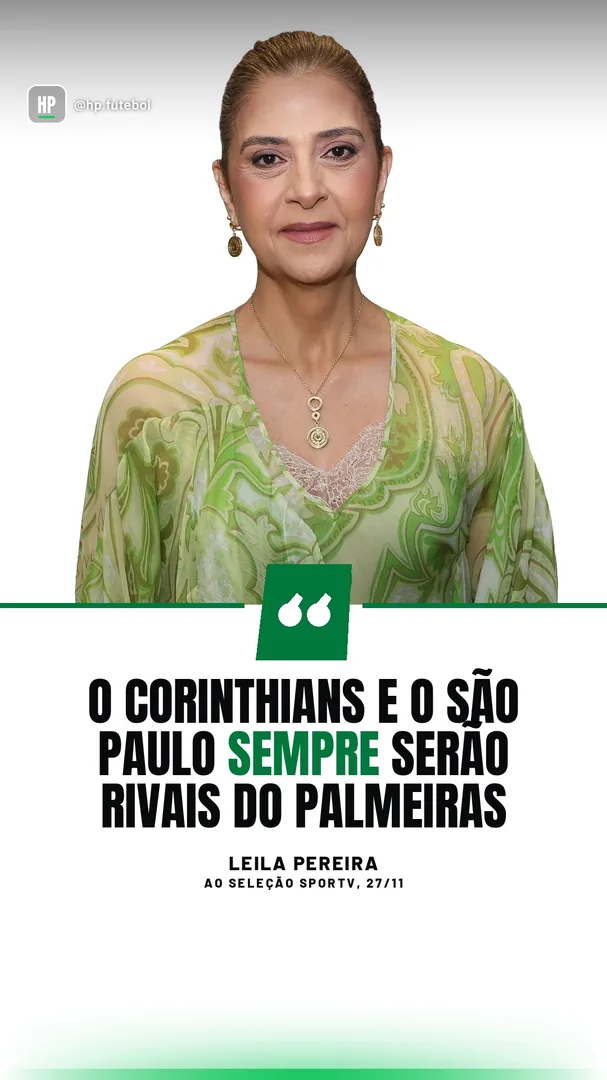 HP @hp.futebol
O CORINTHIANS E O SÃO
PAULO SEMPRE SERÃO
RIVAIS DO PALMEIRAS
LEILA PEREIRA
AO SELEÇÃO SPORTV, 27/11